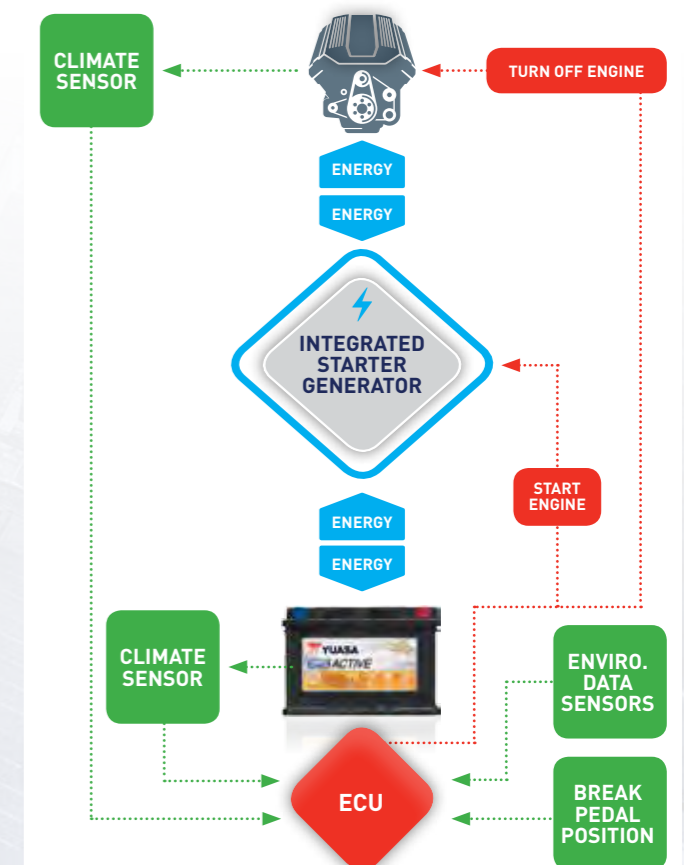 CLIMATE
SENSOR
TURN OFF ENGINE
ENERGY
ENERGY
INTEGRATED
STARTER
GENERATOR
START
ENGINE
ENERGY
ENERGY
YUASA
ACTIVE
CLIMATE
SENSOR
ENVIRO.
DATA
SENSORS
ECU
BREAK
PEDAL
POSITION